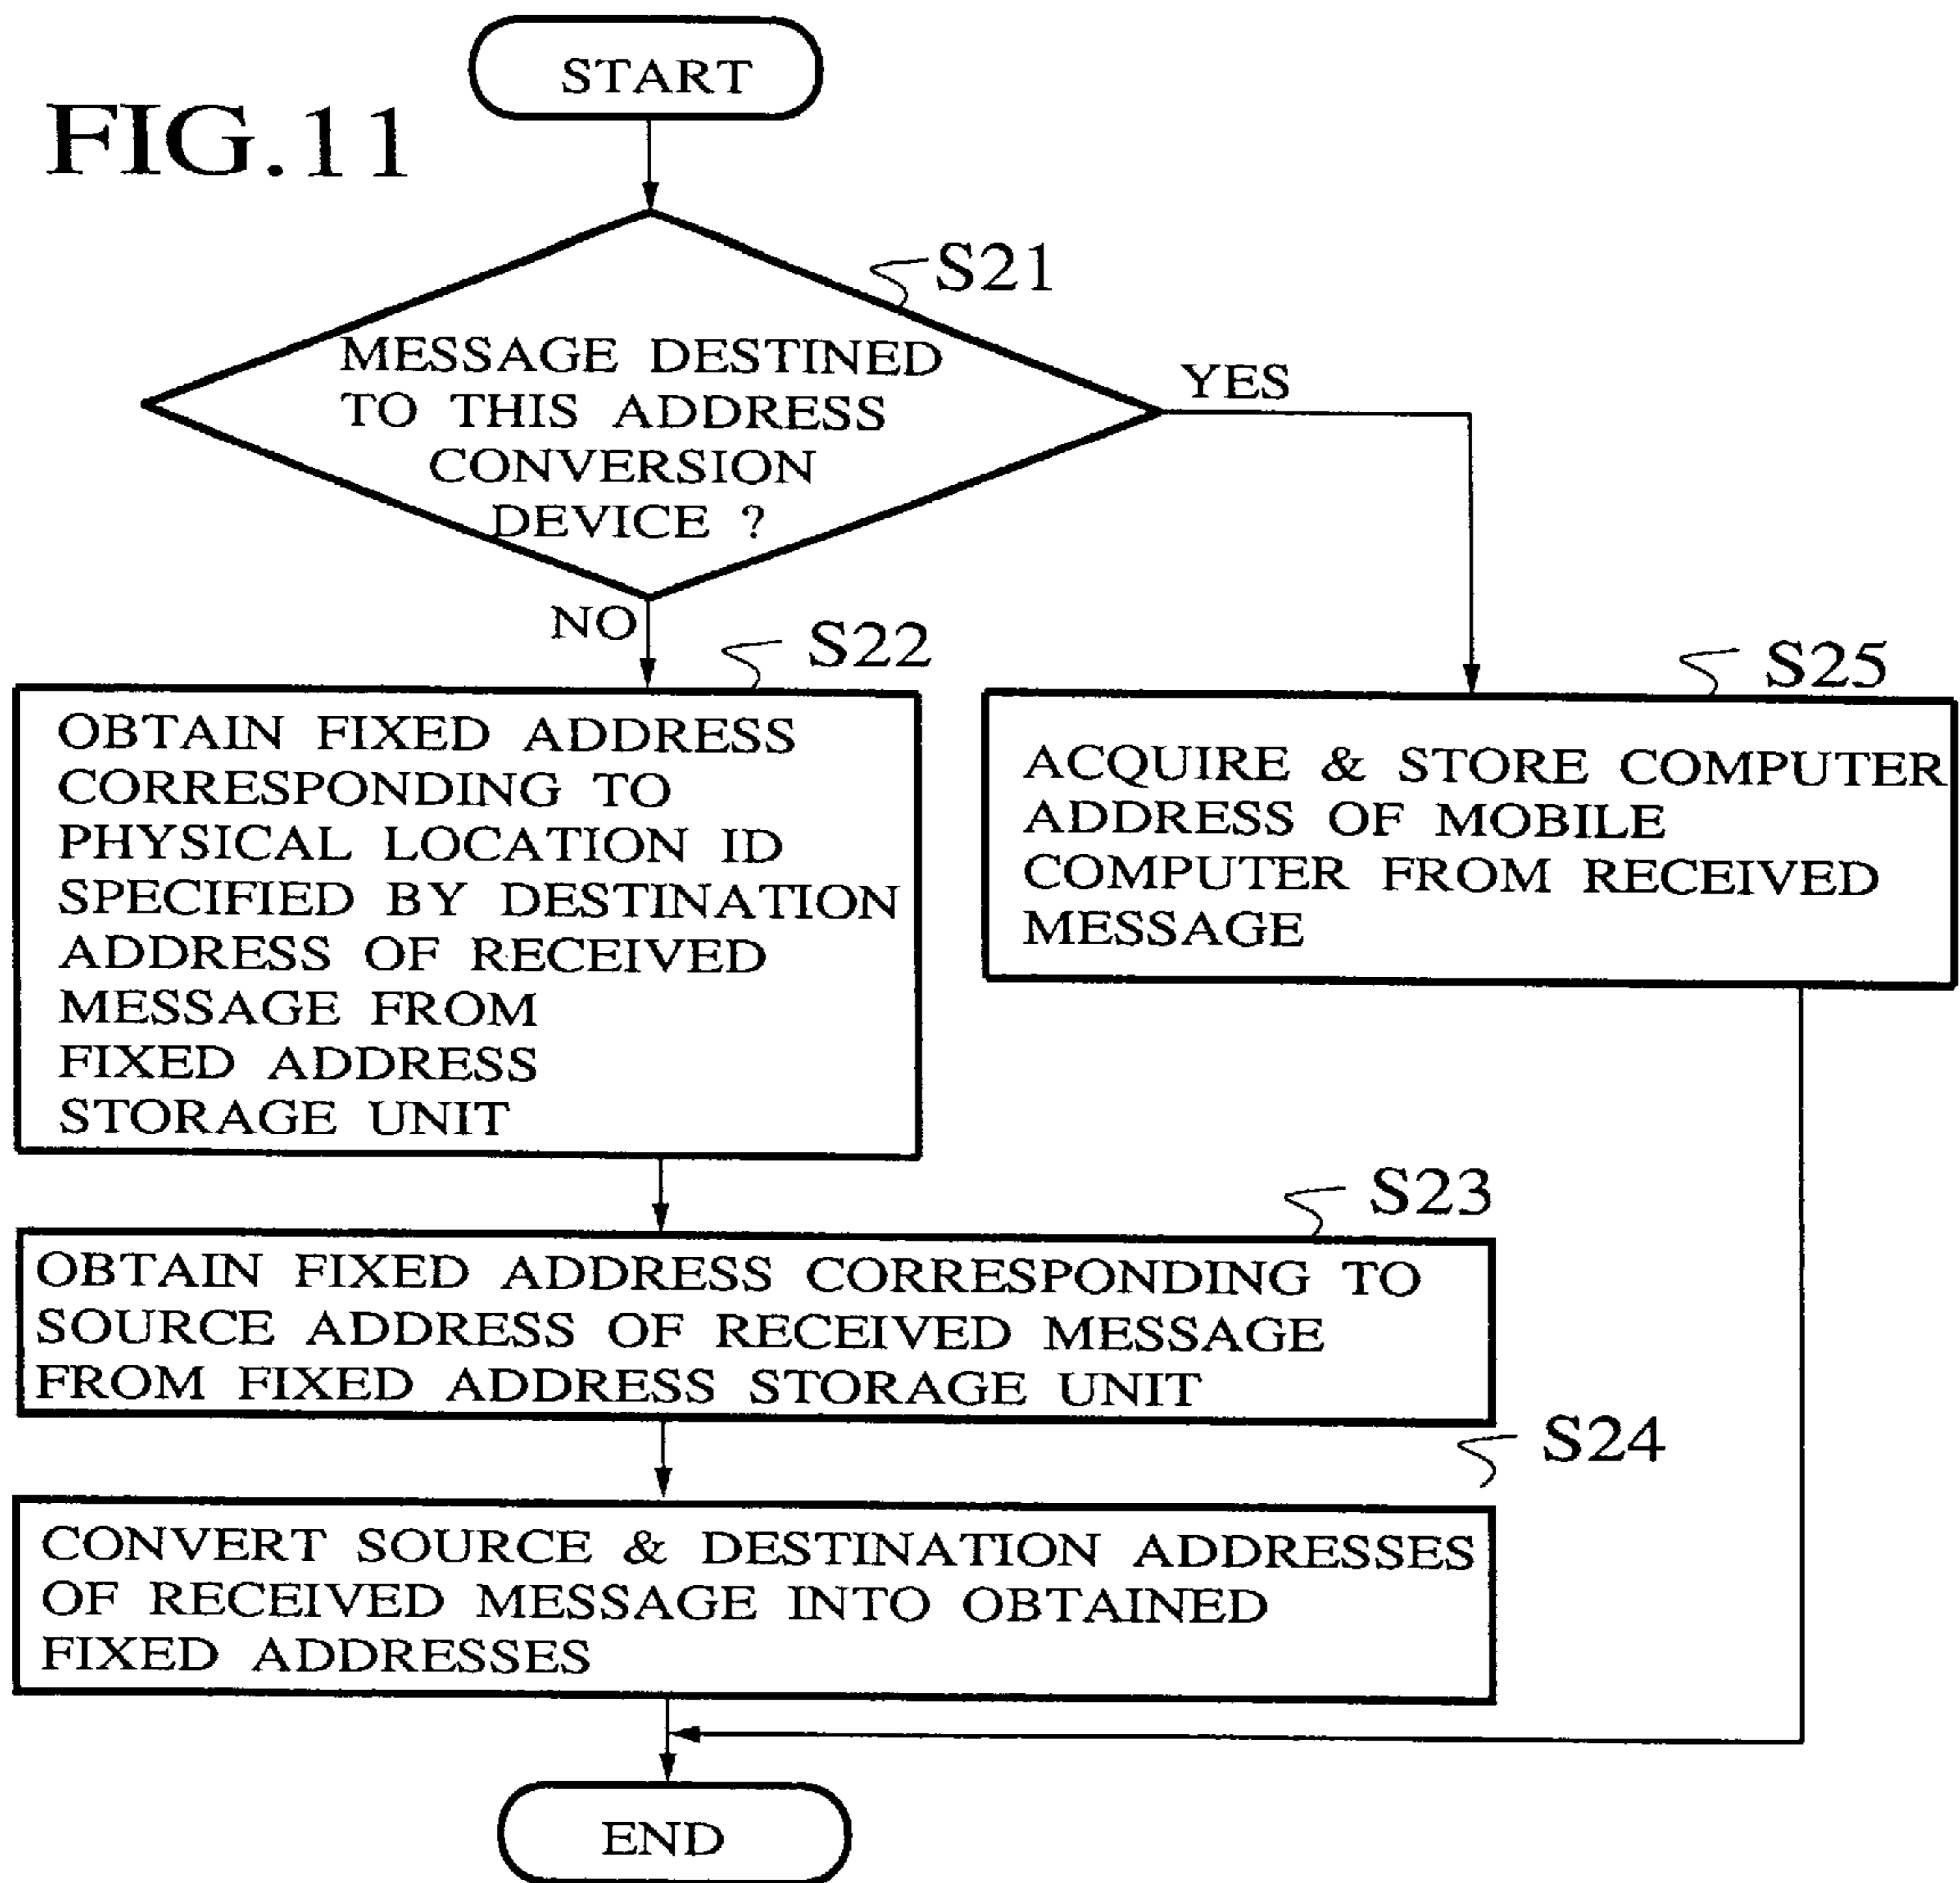 START
FIG.11
S21
MESSAGE DESTINED
TO THIS ADDRESS
CONVERSION
DEVICE ?
YES
NO
S22
OBTAIN FIXED ADDRESS
CORRESPONDING TO
PHYSICAL LOCATION ID
SPECIFIED BY DESTINATION
ADDRESS OF RECEIVED
MESSAGE FROM
FIXED ADDRESS
STORAGE UNIT
S25
ACQUIRE & STORE COMPUTER
ADDRESS OF MOBILE
COMPUTER FROM RECEIVED
MESSAGE
S23
OBTAIN FIXED ADDRESS CORRESPONDING TO
SOURCE ADDRESS OF RECEIVED MESSAGE
FROM FIXED ADDRESS STORAGE UNIT
S24
CONVERT SOURCE & DESTINATION ADDRESSES
OF RECEIVED MESSAGE INTO OBTAINED
FIXED ADDRESSES
END